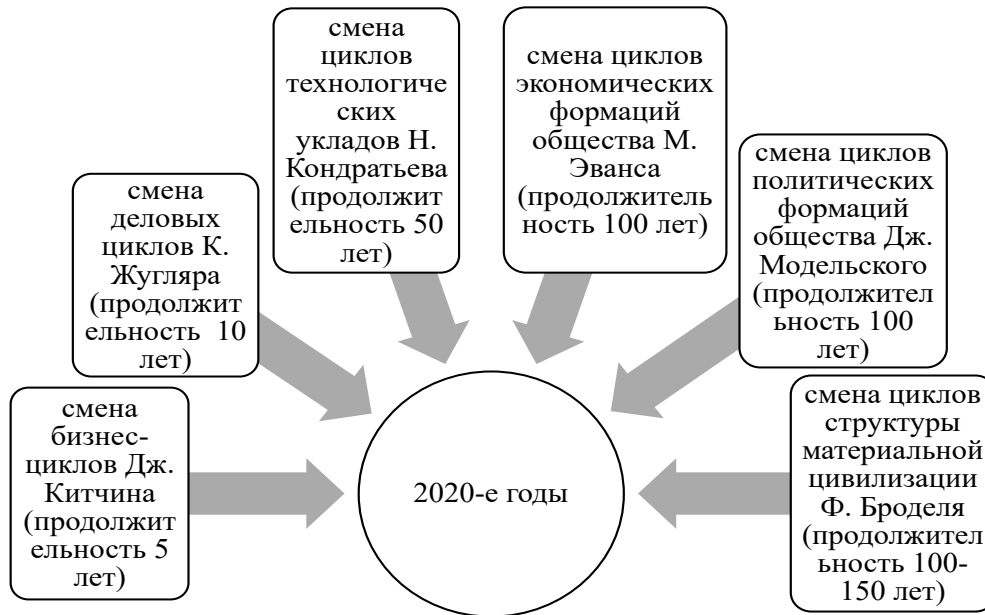 смена
бизнес-
циклов Дж.
Китчина
(продолжит
ельность 5
лет)
смена
деловых
циклов К.
Жугляра
(продолжит
ельность 10
лет)
смена
циклов
технологиче
ских
укладов Н.
Кондратьева
(продолжит
ельность 50
лет)
смена циклов
экономических
формаций
общества М.
Эванса
(продолжитель
ность 100 лет)
смена циклов
политических
формаций
общества Дж.
Модельского
(продолжител
ьность 100
лет)
смена циклов
структуры
материальной
цивилизации
Ф. Броделя
(продолжител
ьность 100-
150 лет)
2020-е годы